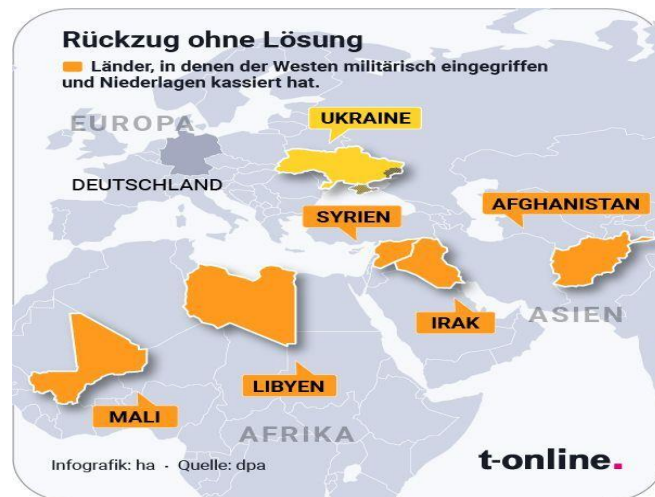 Rückzug ohne Lösung
Länder, in denen der Westen militärisch eingegriffen
und Niederlagen kassiert hat.
EUROPA
UKRAINE
DEUTSCHLAND
SYRIEN
AFGHANISTAN
IRAK
ASIEN
LIBYEN
MALI
AFRIKA
Infografik: ha · Quelle: dpa
t-online.